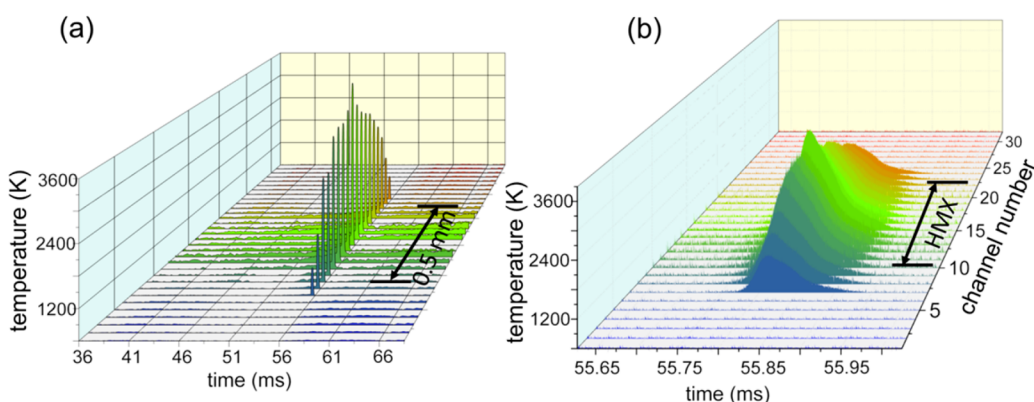 (a)
temperature (K)
3600
2400
1200
36
41
46
51
56
61
66
time (ms)
0.5 mm
(b)
temperature (K)
3600
2400
1200
55.65
55.75
55.85
55.95
time (ms)
HMX
30
25
20
15
10
5
channel number